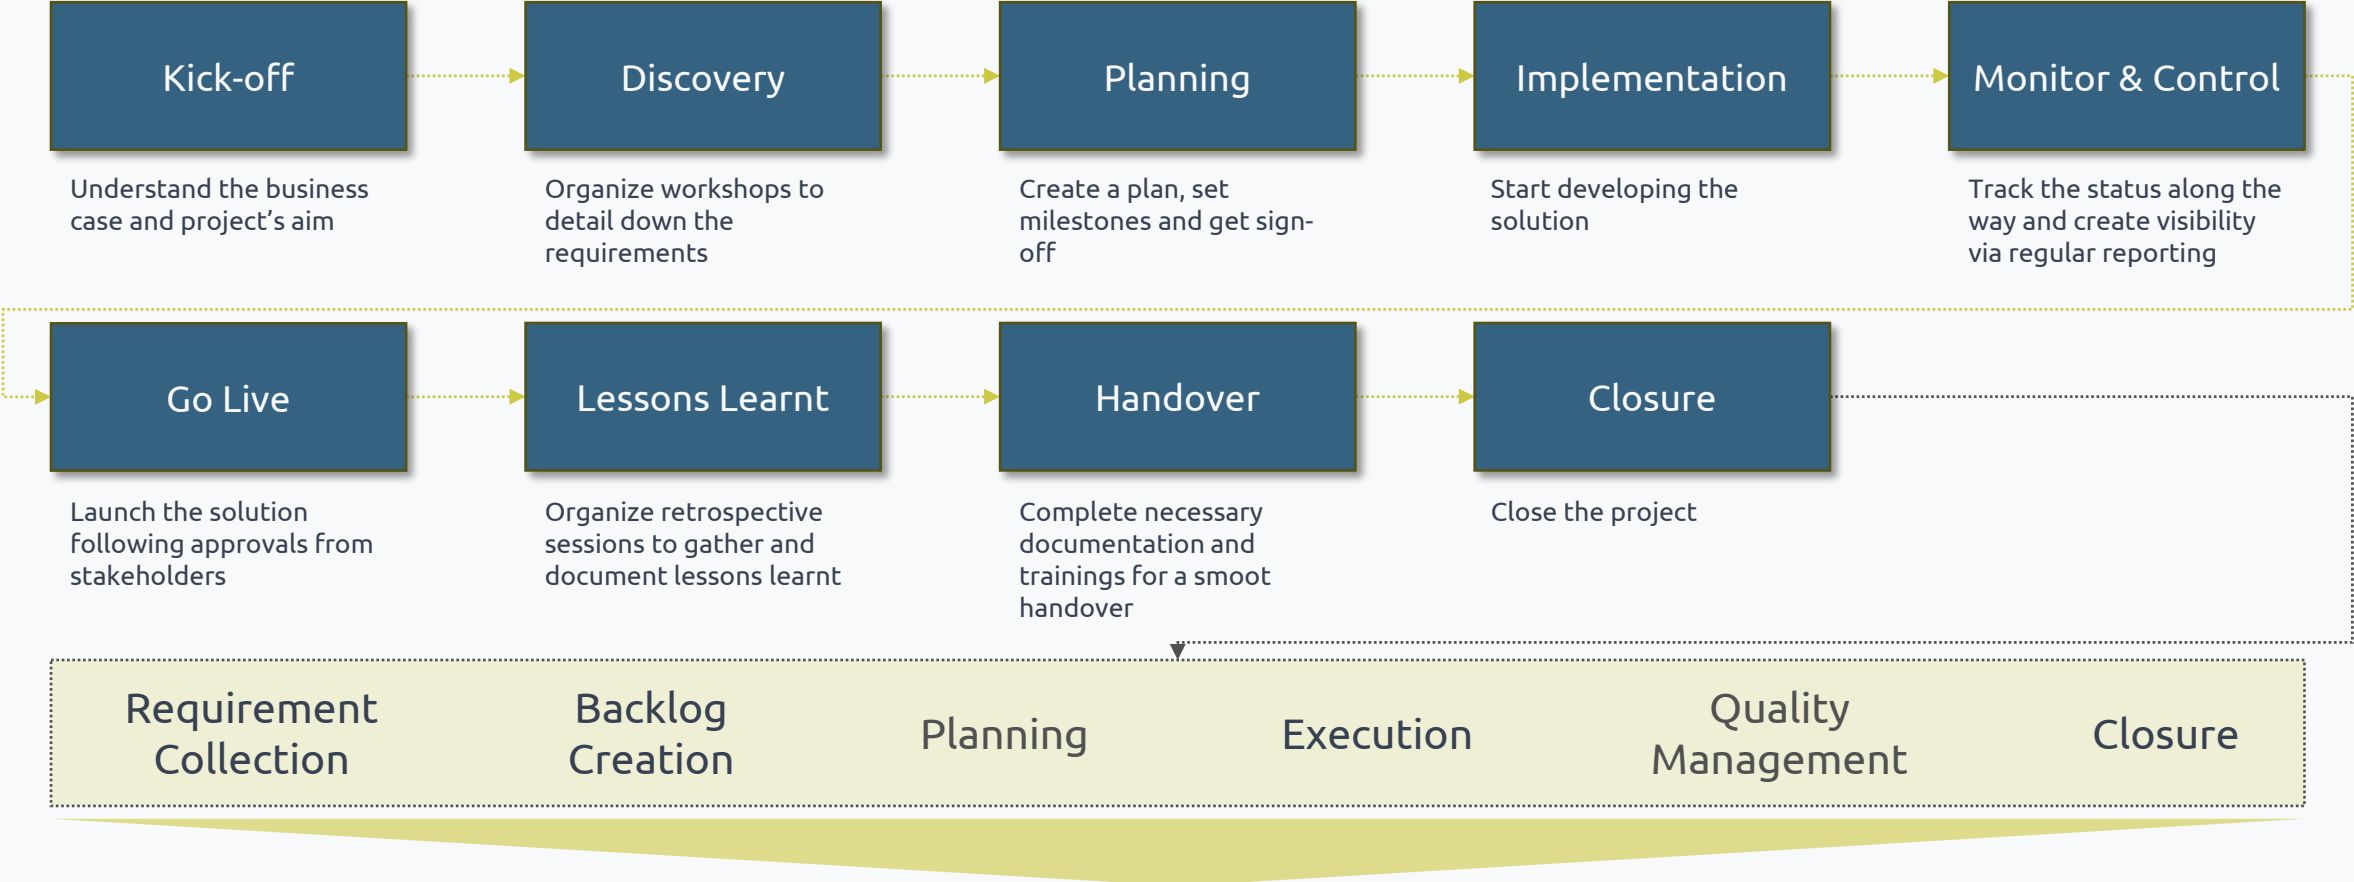 Kick-off
Discovery
Planning
Implementation
Monitor & Control
Understand the business
case and project’s aim
Organize workshops to
detail down the
requirements
Create a plan, set
milestones and get sign-
off
Start developing the
solution
Track the status along the
way and create visibility
via regular reporting
Go Live
Lessons Learnt
Handover
Closure
Launch the solution
following approvals from
stakeholders
Organize retrospective
sessions to gather and
document lessons learnt
Complete necessary
documentation and
trainings for a smoot
handover
Close the project
Requirement
Collection
Backlog
Creation
Planning
Execution
Quality
Management
Closure